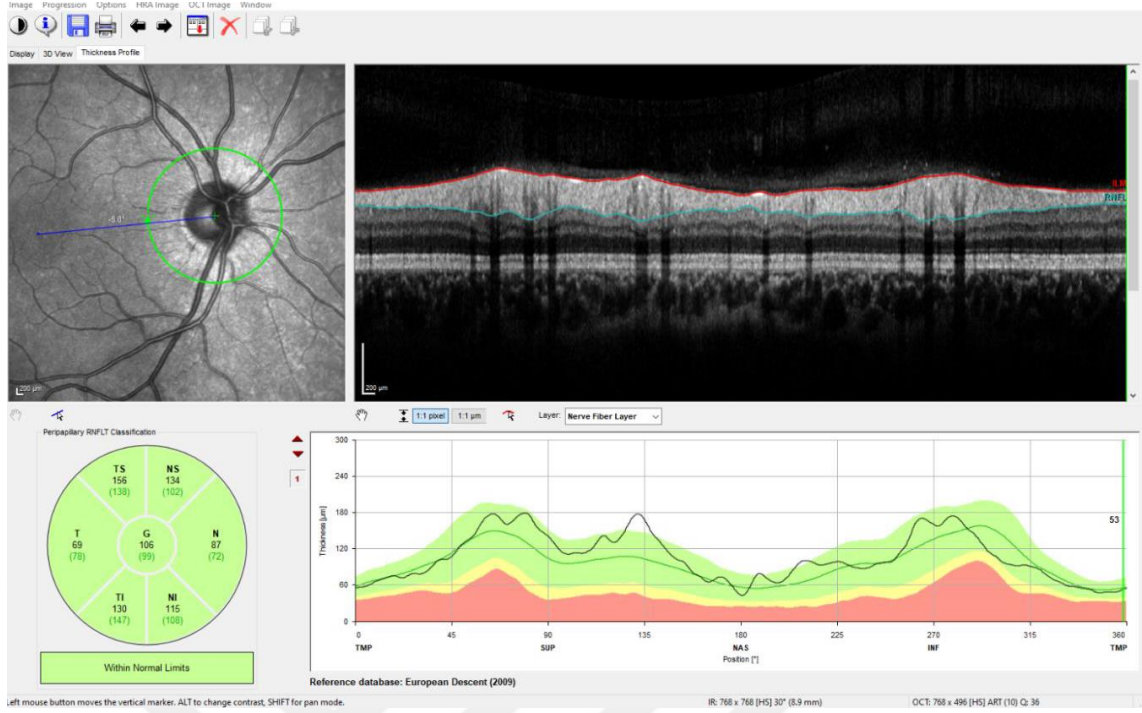 Image Progression Options HRA Image OCT Image Window
Display 3D View Thickness Profile
-5.0°
200 µm
ILM
RNFL
200 µm
1:1 pixel 1:1 µm Layer: Nerve Fiber Layer
Peripapillary RNFLT Classification
TS
156
(138)
NS
134
(102)
T
69
(78)
G
106
(99)
N
87
(72)
TI
130
(147)
NI
115
(108)
Within Normal Limits
1
Thickness [µm]
300
240
180
120
60
0
53
0 45 90 135 180 225 270 315 360
TMP SUP NAS INF TMP
Position [°]
Reference database: European Descent (2009)
Left mouse button moves the vertical marker. ALT to change contrast, SHIFT for pan mode.
IR: 768 x 768 [HS] 30° (8.9 mm)
OCT: 768 x 496 [HS] ART (10) Q: 36